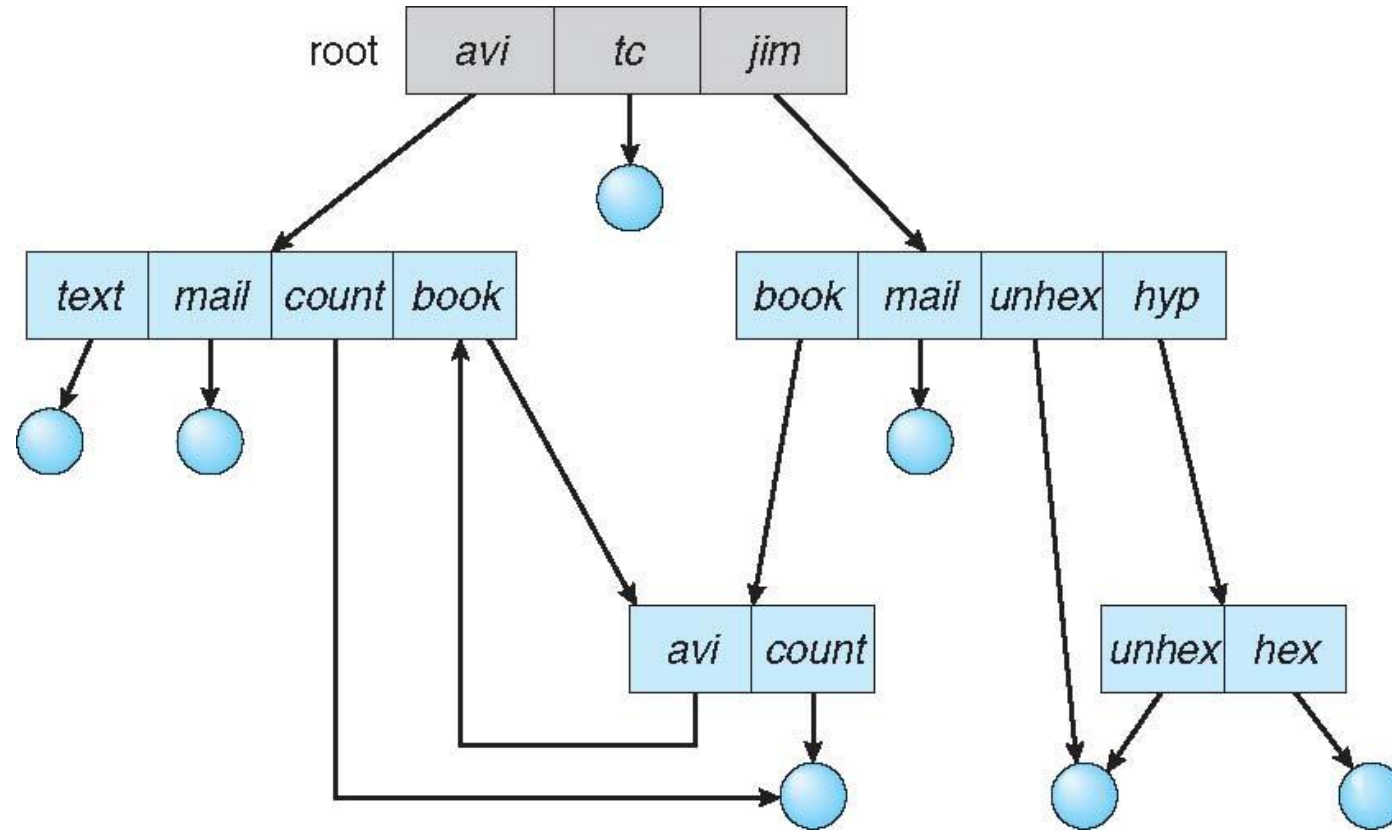 root avi tc jim
text mail count book book mail unhex hyp
avi count unhex hex